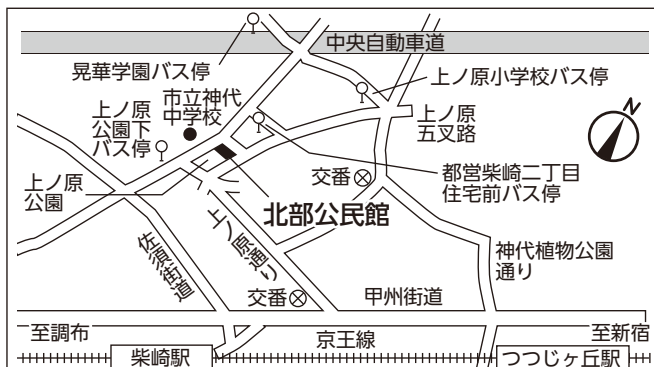 中央自動車道
晃華学園バス停
上ノ原小学校バス停
市立神代
中学校
上ノ原
公園下
バス停
上ノ原
五叉路
N
都営柴崎二丁目
住宅前バス停
交番
上ノ原
公園
北部公民館
上ノ原通り
佐須街道
神代植物公園
通り
交番
甲州街道
至調布
京王線
至新宿
柴崎駅
つつじヶ丘駅